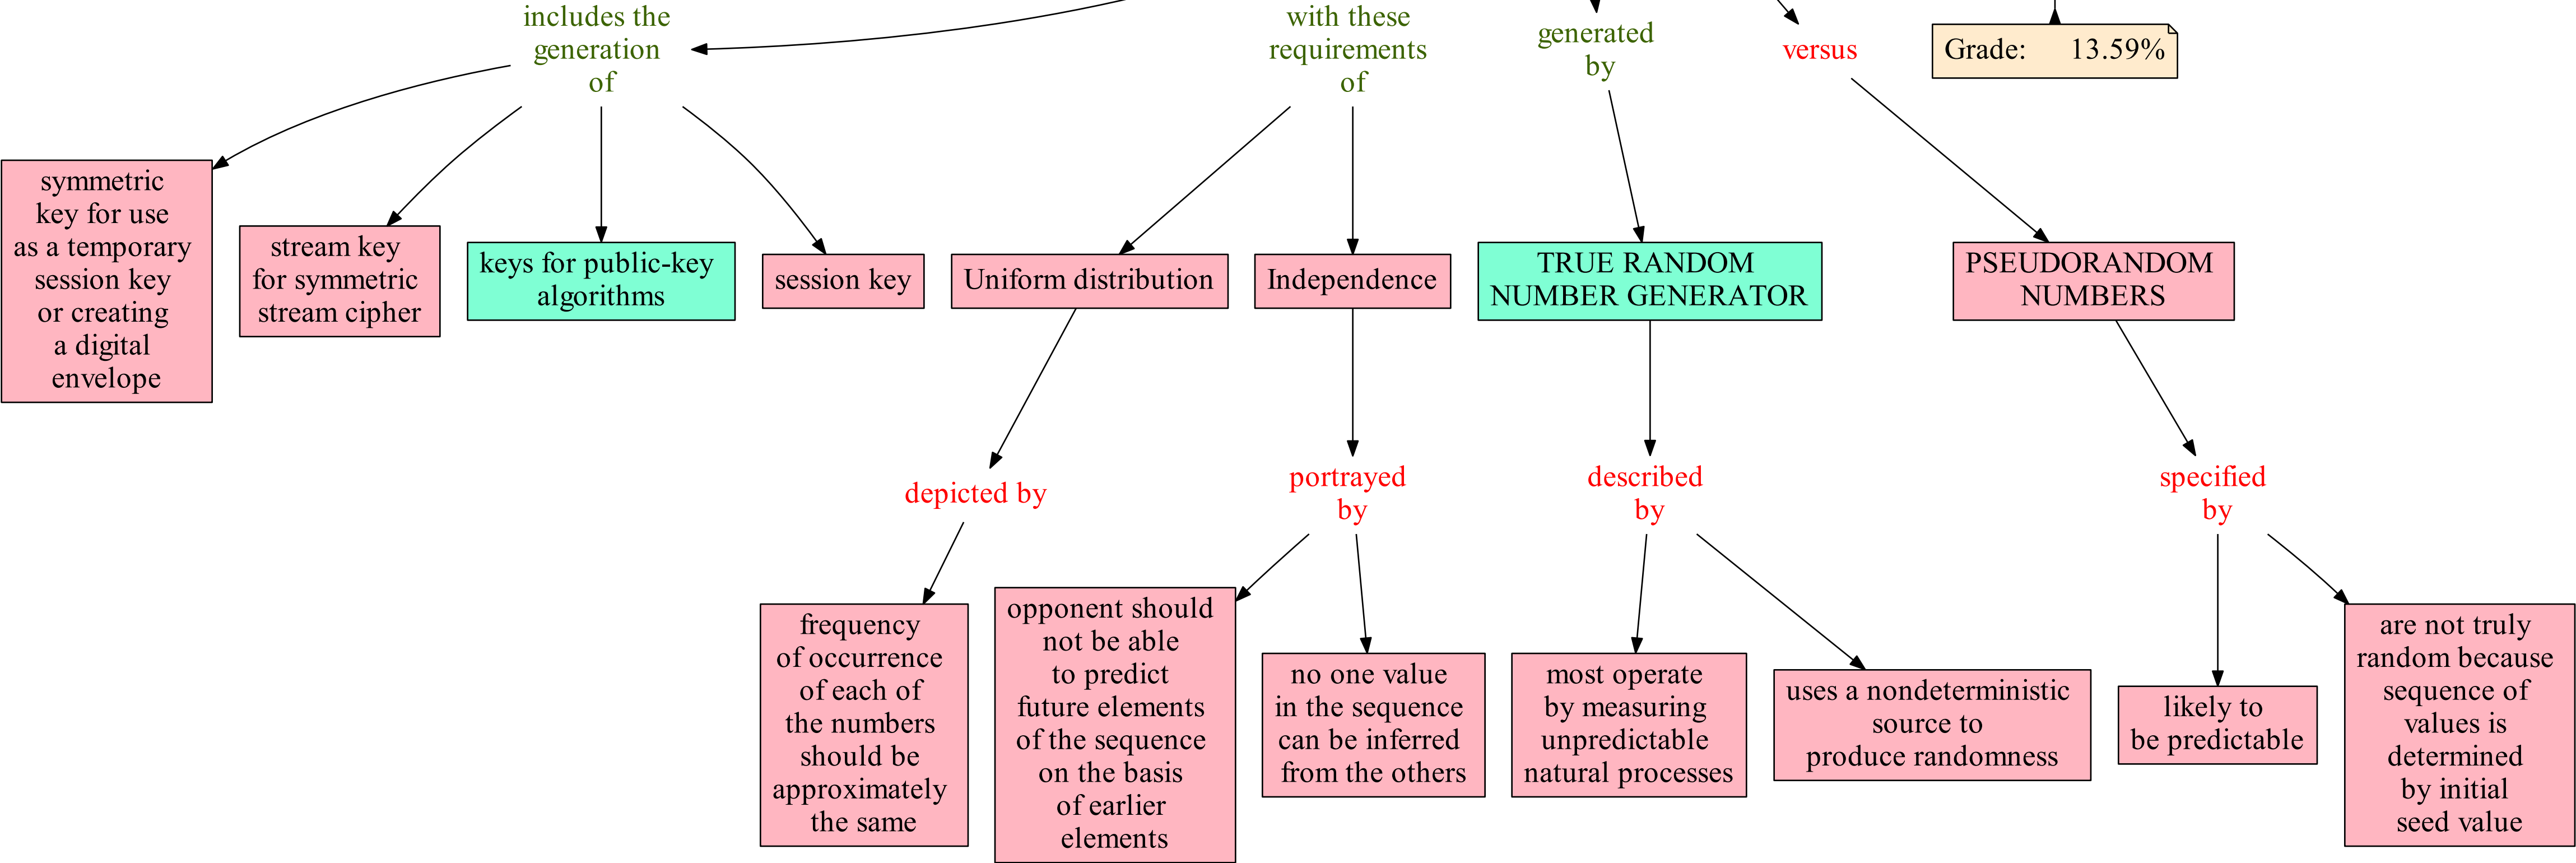 includes the
generation
of
with these
requirements
of
generated
by
versus
Grade: 13.59%
symmetric
key for use
as a temporary
session key
or creating
a digital
envelope
stream key
for symmetric
stream cipher
keys for public-key
algorithms
session key
Uniform distribution
Independence
TRUE RANDOM
NUMBER GENERATOR
PSEUDORANDOM
NUMBERS
depicted by
portrayed
by
described
by
specified
by
frequency
of occurrence
of each of
the numbers
should be
approximately
the same
opponent should
not be able
to predict
future elements
of the sequence
on the basis
of earlier
elements
no one value
in the sequence
can be inferred
from the others
most operate
by measuring
unpredictable
natural processes
uses a nondeterministic
source to
produce randomness
likely to
be predictable
are not truly
random because
sequence of
values is
determined
by initial
seed value